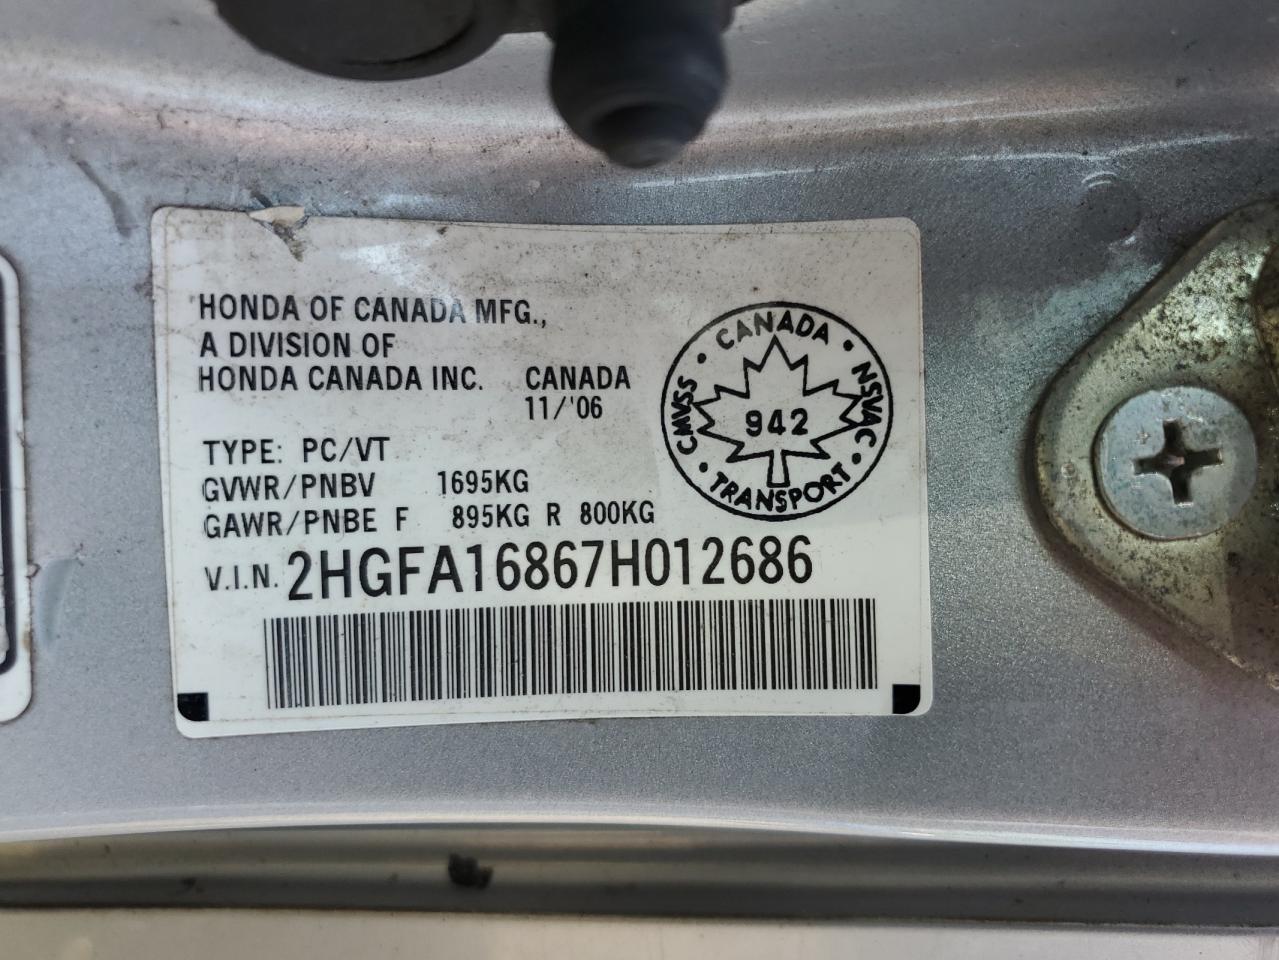 HONDA OF CANADA MFG.,
A DIVISION OF
HONDA CANADA INC. CANADA
11/'06
TYPE: PC/VT
GVWR/PNBV 1695KG
GAWR/PNBE F 895KG R 800KG
V.I.N. 2HGFA16867H012686
CANADA • NSVAC • TRANSPORT • CMVSS •
942